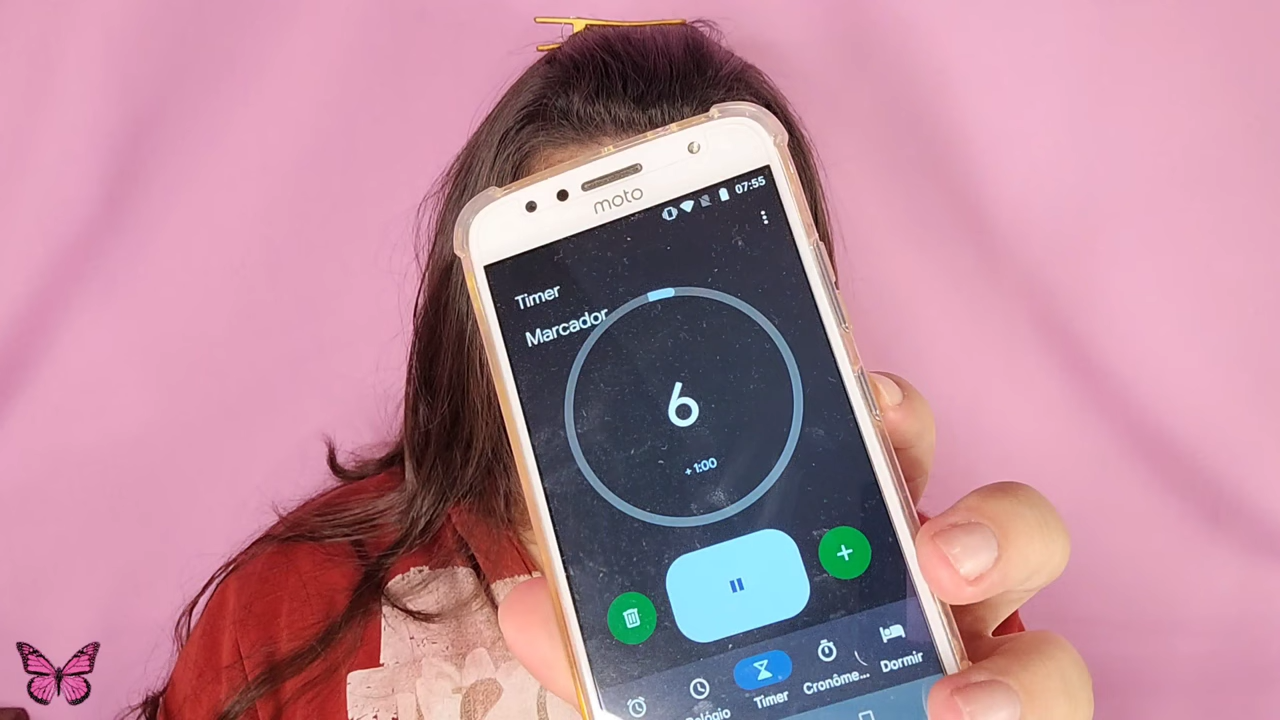 moto
07:55
Timer
Marcador
6
+ 1:00
Relógio
Timer
Cronôme...
Dormir